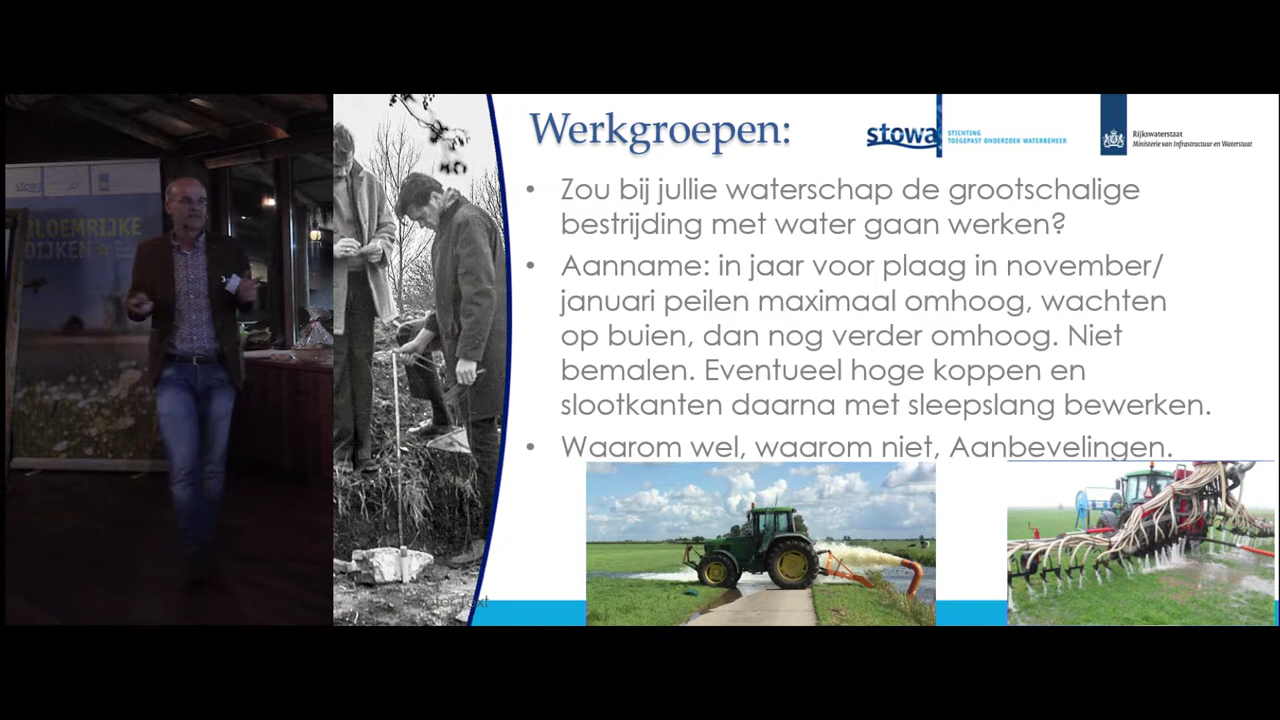 Werkgroepen:
stowa
STICHTING
TOEGEPAST ONDERZOEK WATERBEHEER
Rijkswaterstaat
Ministerie van Infrastructuur en Waterstaat
• Zou bij jullie waterschap de grootschalige
bestrijding met water gaan werken?
• Aanname: in jaar voor plaag in november/
januari peilen maximaal omhoog, wachten
op buien, dan nog verder omhoog. Niet
bemalen. Eventueel hoge koppen en
slootkanten daarna met sleepslang bewerken.
• Waarom wel, waarom niet, Aanbevelingen.
stowa
BLOEMRIJKE
DIJKEN